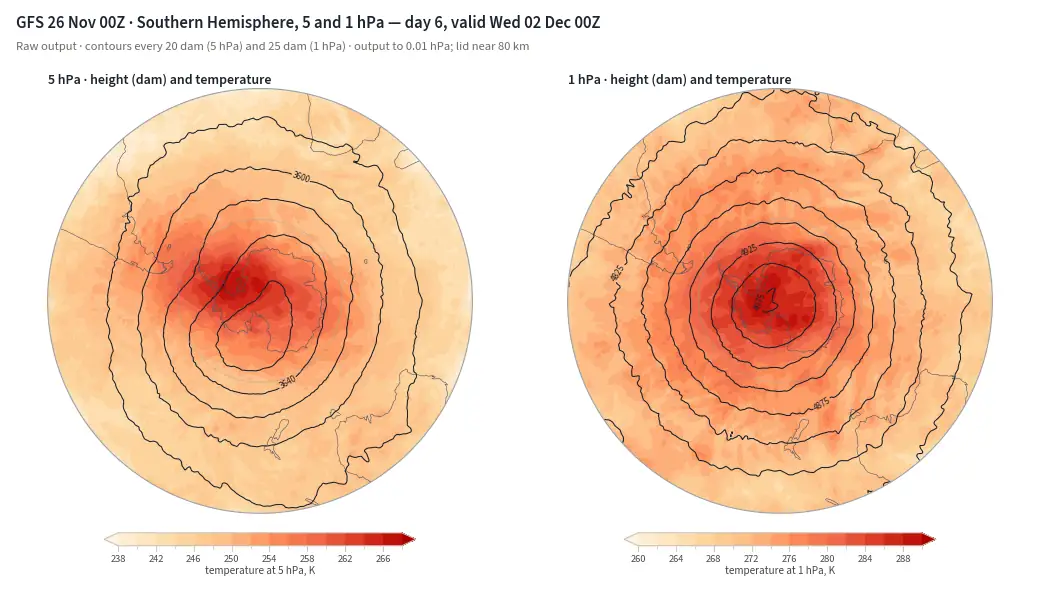 GFS 26 Nov 00Z · Southern Hemisphere, 5 and 1 hPa — day 6, valid Wed 02 Dec 00Z
Raw output · contours every 20 dam (5 hPa) and 25 dam (1 hPa) · output to 0.01 hPa; lid near 80 km
5 hPa · height (dam) and temperature
1 hPa · height (dam) and temperature
3600
3640
4925
4825
4875
238 242 246 250 254 258 262 266
temperature at 5 hPa, K
260 264 268 272 276 280 284 288
temperature at 1 hPa, K